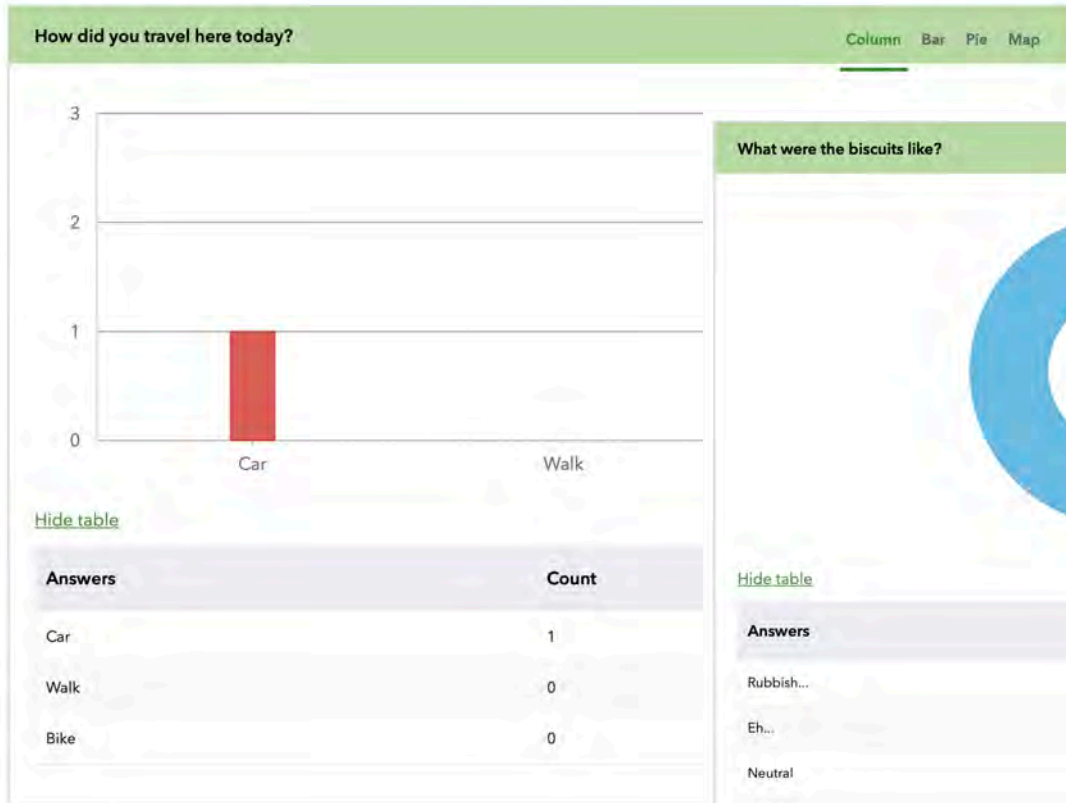 How did you travel here today?
Column Bar Pie Map
3
2
1
0
Car Walk
Hide table
Answers Count
Car 1
Walk 0
Bike 0
What were the biscuits like?
Hide table
Answers
Rubbish...
Eh...
Neutral